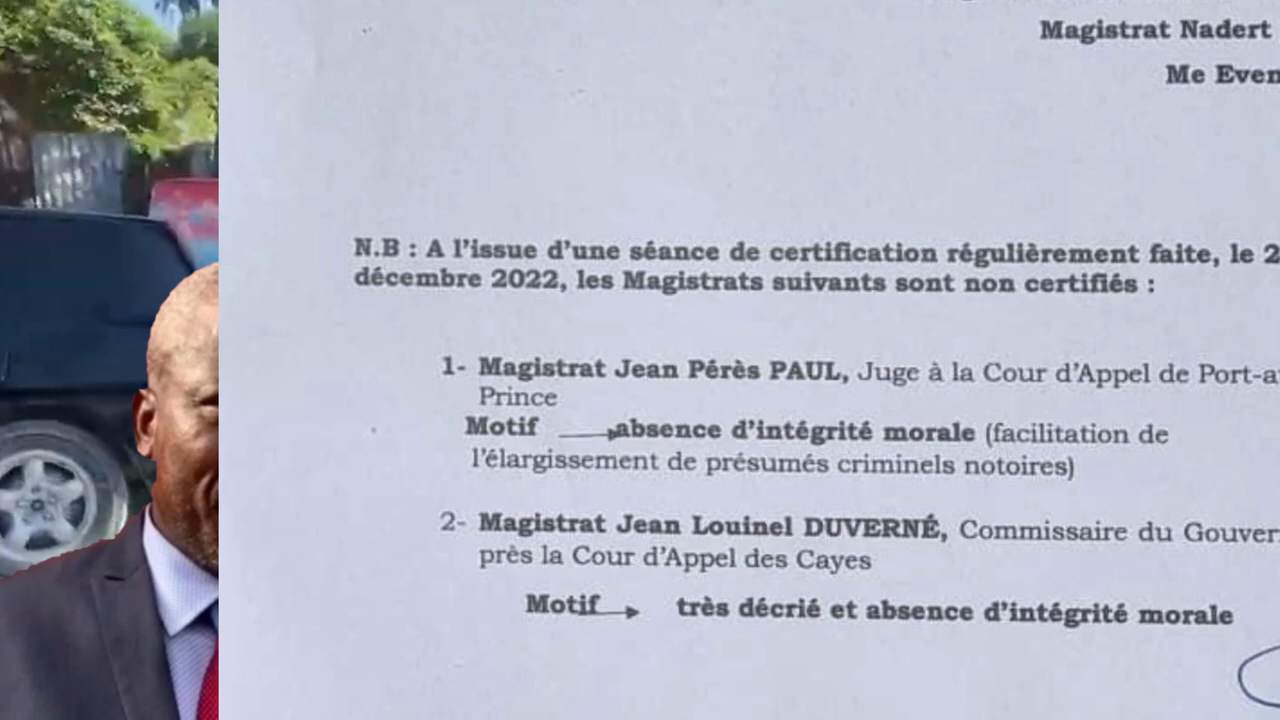 Magistrat Nadert
Me Even
N.B : A l'issue d'une séance de certification régulièrement faite, le 2
décembre 2022, les Magistrats suivants sont non certifiés :
1- Magistrat Jean Pérès PAUL, Juge à la Cour d'Appel de Port-a
Prince
Motif absence d'intégrité morale (facilitation de
l'élargissement de présumés criminels notoires)
2- Magistrat Jean Louinel DUVERNÉ, Commissaire du Gouver
près la Cour d'Appel des Cayes
Motif très décrié et absence d'intégrité morale